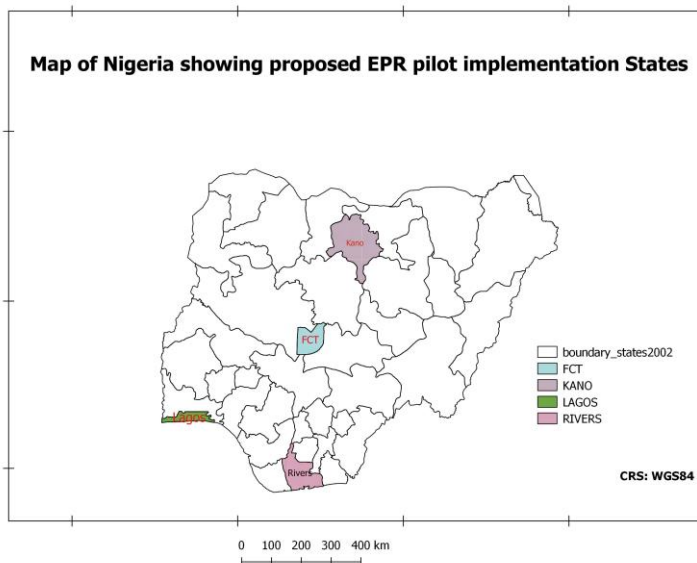 Map of Nigeria showing proposed EPR pilot implementation States
Kano
FCT
Lagos
Rivers
boundary_states2002
FCT
KANO
LAGOS
RIVERS
CRS: WGS84
0 100 200 300 400 km